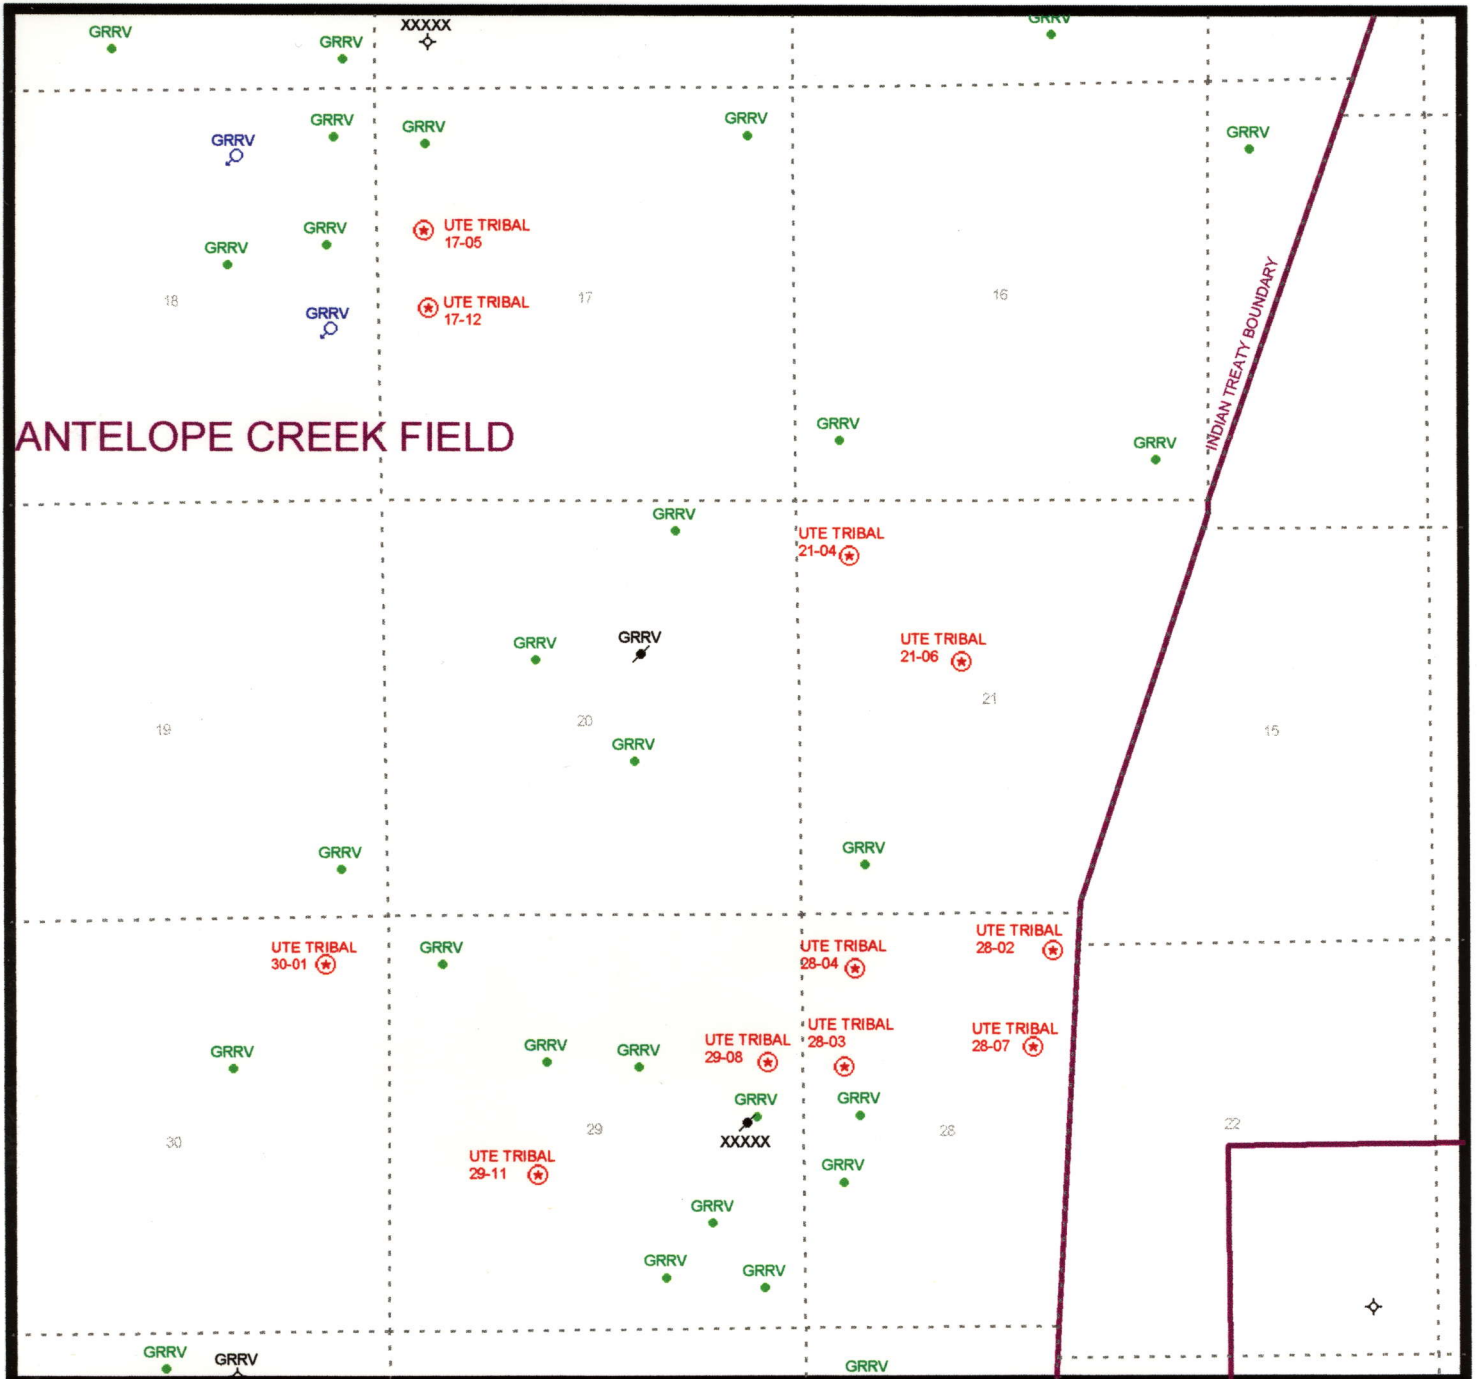 GRRV
GRRV
XXXXX
GRRV
GRRV
GRRV
GRRV
GRRV
GRRV
GRRV
GRRV
UTE TRIBAL
17-05
18
17
16
GRRV
UTE TRIBAL
17-12
INDIAN TREATY BOUNDARY
ANTELOPE CREEK FIELD
GRRV
GRRV
GRRV
UTE TRIBAL
21-04
GRRV
GRRV
UTE TRIBAL
21-06
19
20
21
15
GRRV
GRRV
GRRV
UTE TRIBAL
30-01
GRRV
UTE TRIBAL
28-04
UTE TRIBAL
28-02
GRRV
GRRV
GRRV
UTE TRIBAL
29-08
UTE TRIBAL
28-03
UTE TRIBAL
28-07
GRRV
GRRV
30
29
XXXXX
28
22
UTE TRIBAL
29-11
GRRV
GRRV
GRRV
GRRV
GRRV
GRRV
GRRV